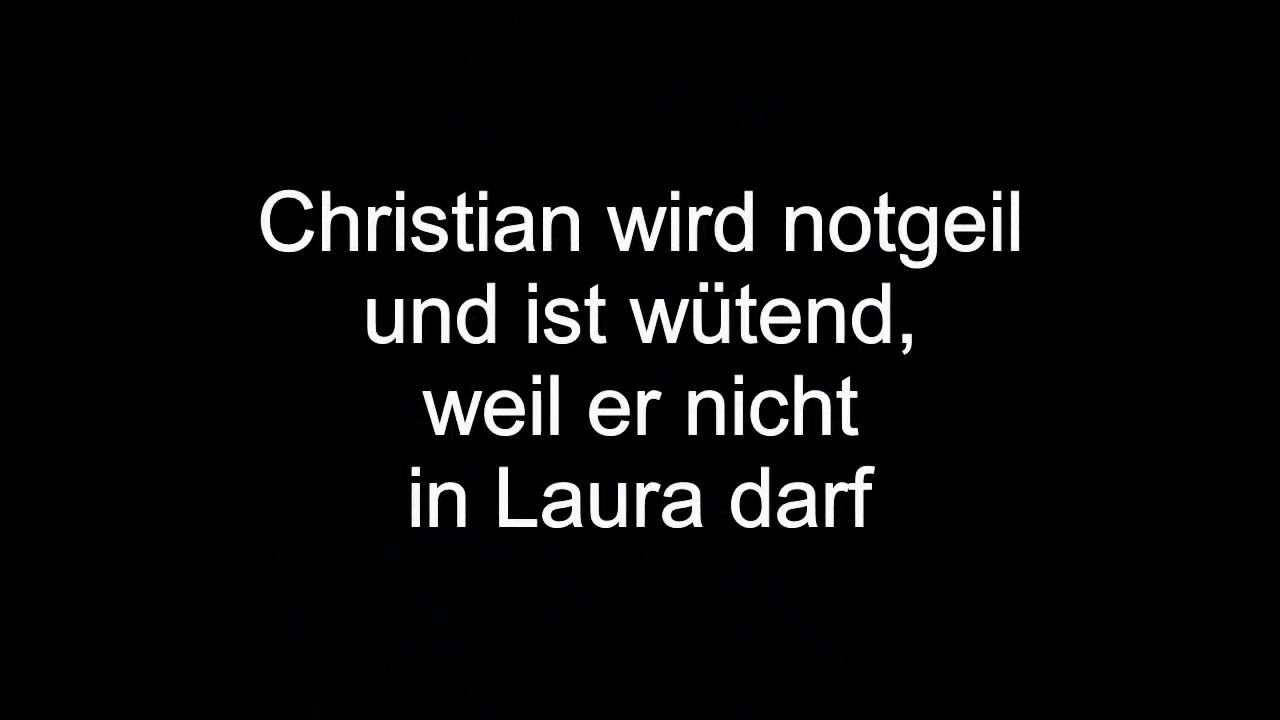 Christian wird notgeil
und ist wütend,
weil er nicht
in Laura darf